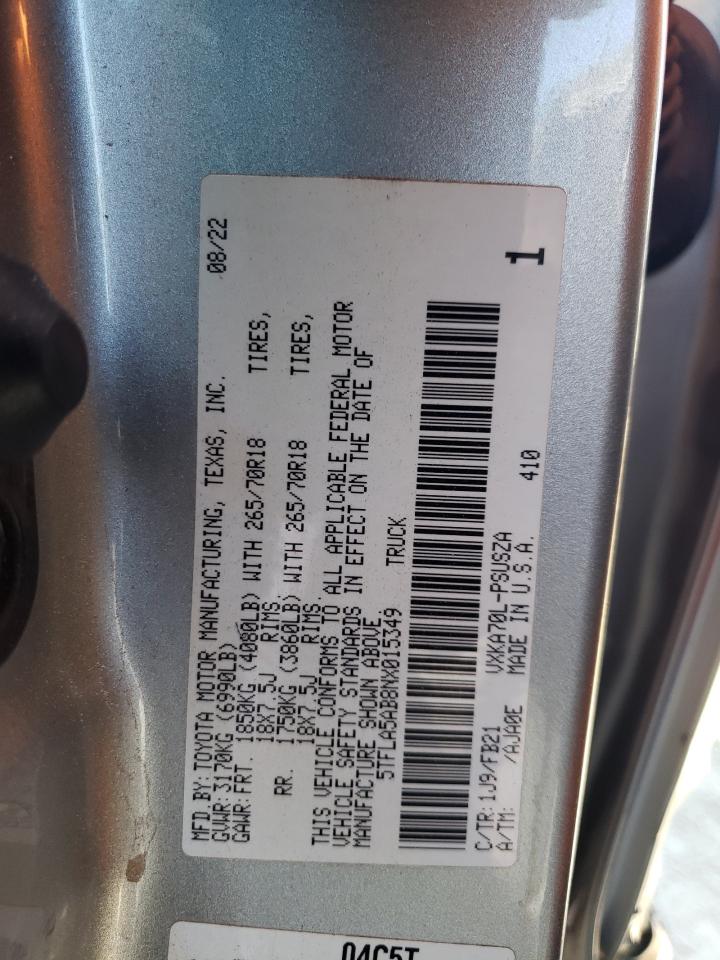 MFD.BY: TOYOTA MOTOR MANUFACTURING, TEXAS, INC. 08/22
GVWR: 3170KG (6990LB)
GAWR: FRT. 1850KG (4080LB) WITH 265/70R18 TIRES,
18X7.5J RIMS.
RR. 1750KG (3860LB) WITH 265/70R18 TIRES,
18X7.5J RIMS.
THIS VEHICLE CONFORMS TO ALL APPLICABLE FEDERAL MOTOR
VEHICLE SAFETY STANDARDS IN EFFECT ON THE DATE OF
MANUFACTURE SHOWN ABOVE.
5TFLA5AB8NX015349 TRUCK
1
C/TR: 1J9/FB21 VXKA70L-PSUSZA 410
A/TM: /AJA0E MADE IN U.S.A.
04C5T